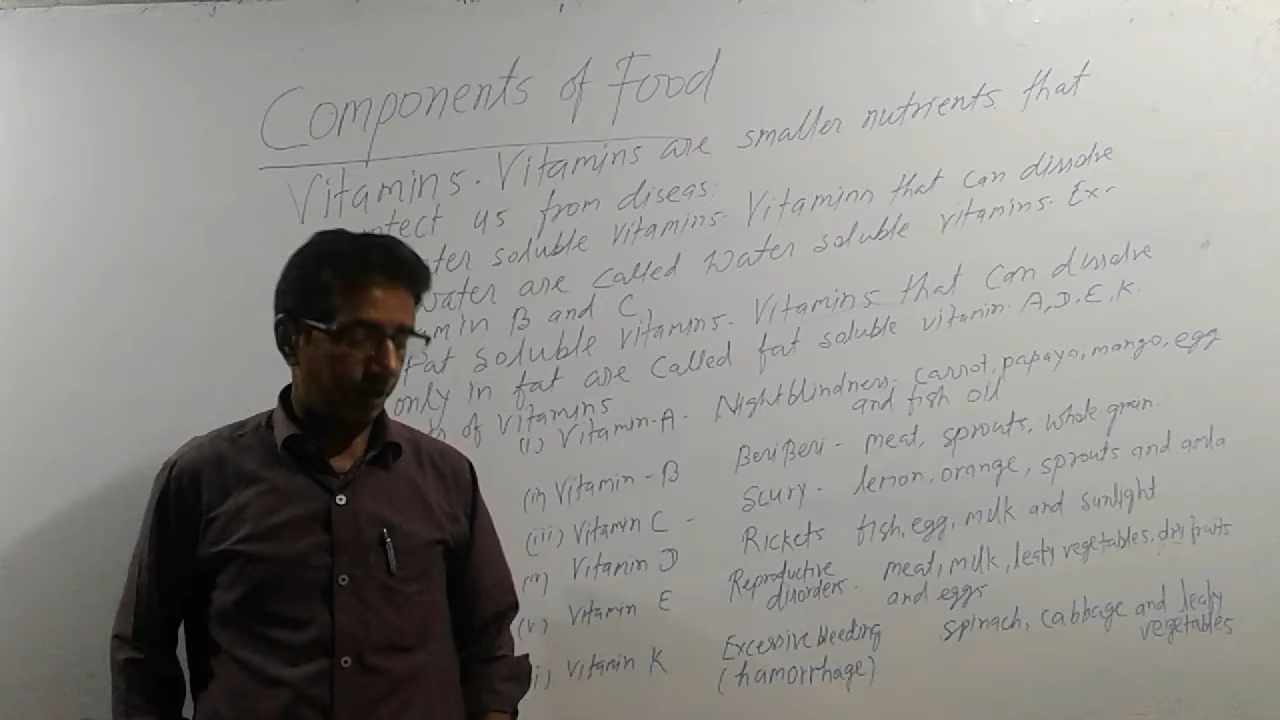 Components of Food
Vitamins. Vitamins are smaller nutrients that
tect us from diseas.
ter soluble vitamins. Vitaminn that can dissolve
water are called water soluble vitamins. Ex-
min B and C
Fat soluble vitamins. Vitamins that can dissolve
only in fat are called fat soluble vitamin. A,D,E,K.
of vitamins
(i) Vitamin-A. Nightblindness. carrot, papaya, mango, egg
and fish old
(ii) Vitamin - B BeriBeri - meat, sprouts, whole grain.
(iii) Vitamin C - Scury - lemon, orange, sprouts and amla
(iv) Vitamin D Rickets fish, egg, milk and sunlight
(v) Vitamin E Reproductive disorders. meat, milk, leafy vegetables, dry fruits
and eggs
i) Vitamin K Excessive bleeding spinach, cabbage and leafy
(hamorrhage) vegetables